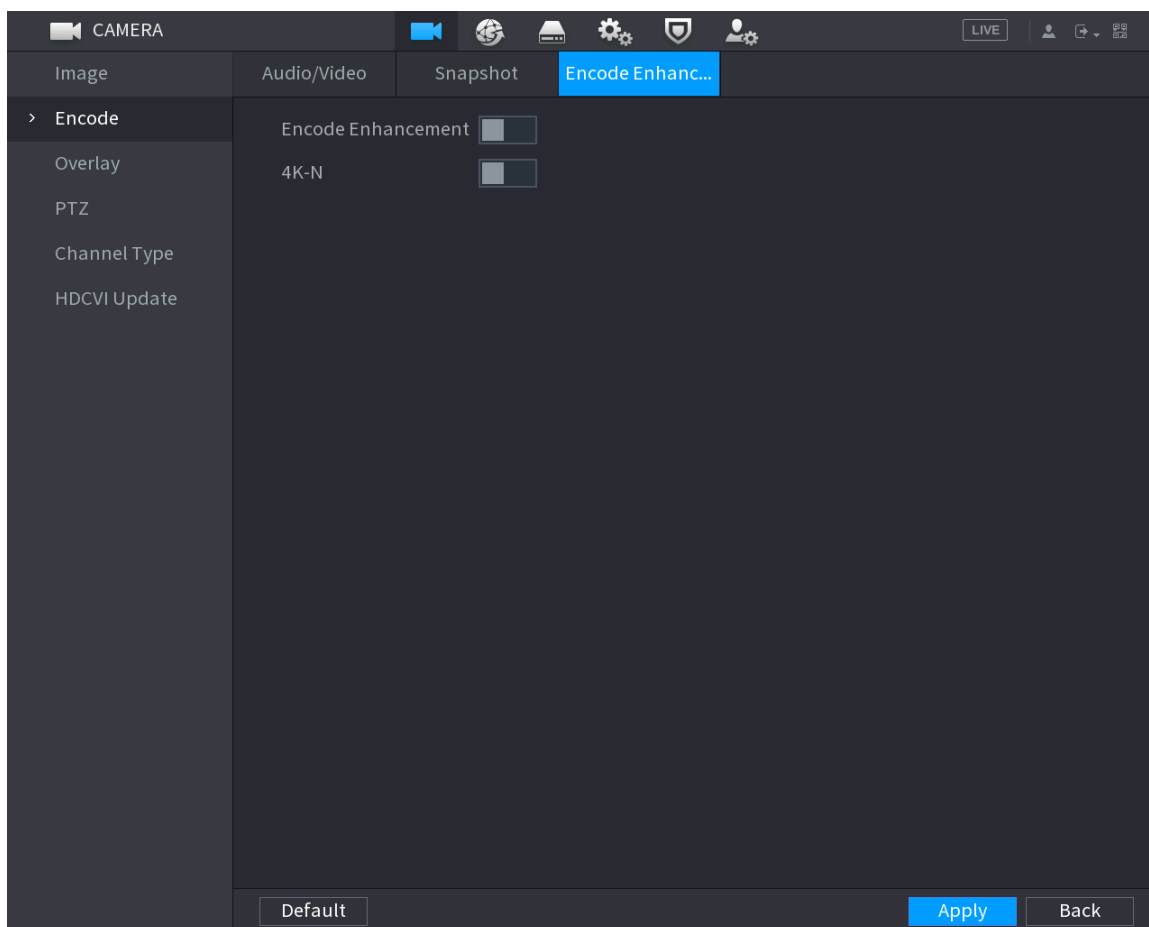 CAMERA
LIVE
Image
Audio/Video
Snapshot
Encode Enhanc...
> Encode
Encode Enhancement
Overlay
4K-N
PTZ
Channel Type
HDCVI Update
Default
Apply
Back